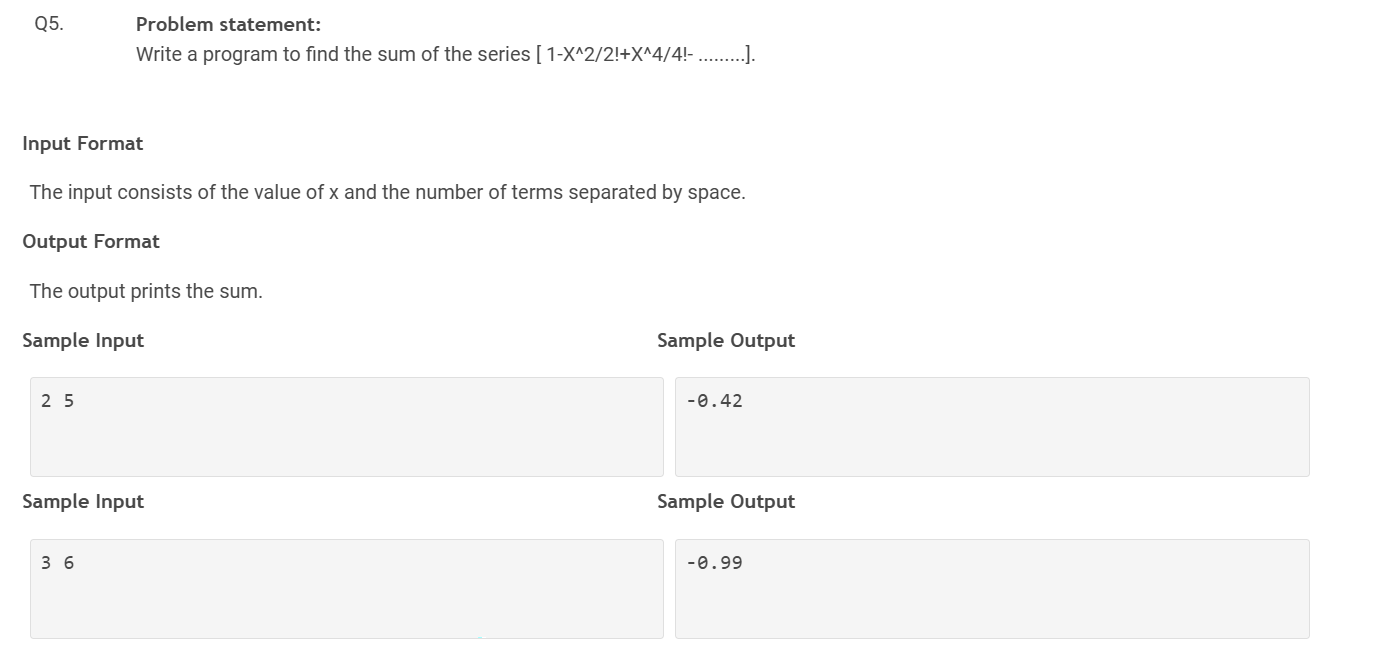 Q5. Problem statement:
Write a program to find the sum of the series [ 1-X^2/2!+X^4/4!- .........].
Input Format
The input consists of the value of x and the number of terms separated by space.
Output Format
The output prints the sum.
Sample Input Sample Output
2 5 -0.42
Sample Input Sample Output
3 6 -0.99